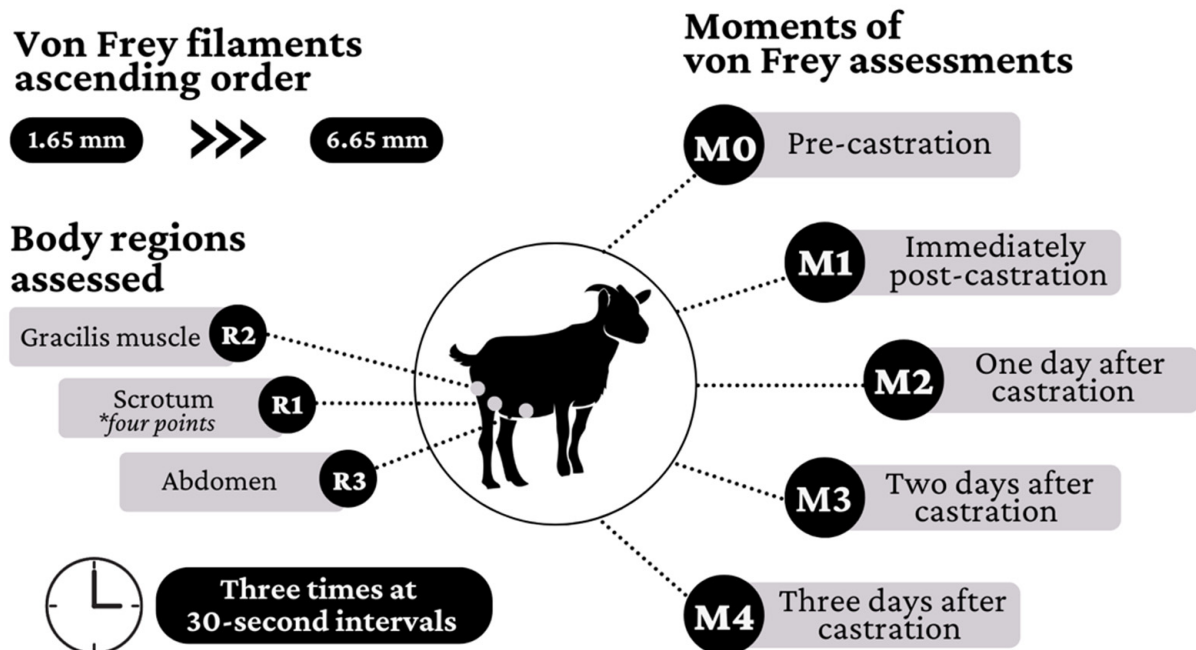 Von Frey filaments
ascending order
1.65 mm
6.65 mm
Body regions
assessed
Gracilis muscle
R2
Scrotum
*four points
R1
Abdomen
R3
Three times at
30-second intervals
Moments of
von Frey assessments
M0
Pre-castration
M1
Immediately
post-castration
M2
One day after
castration
M3
Two days after
castration
M4
Three days after
castration